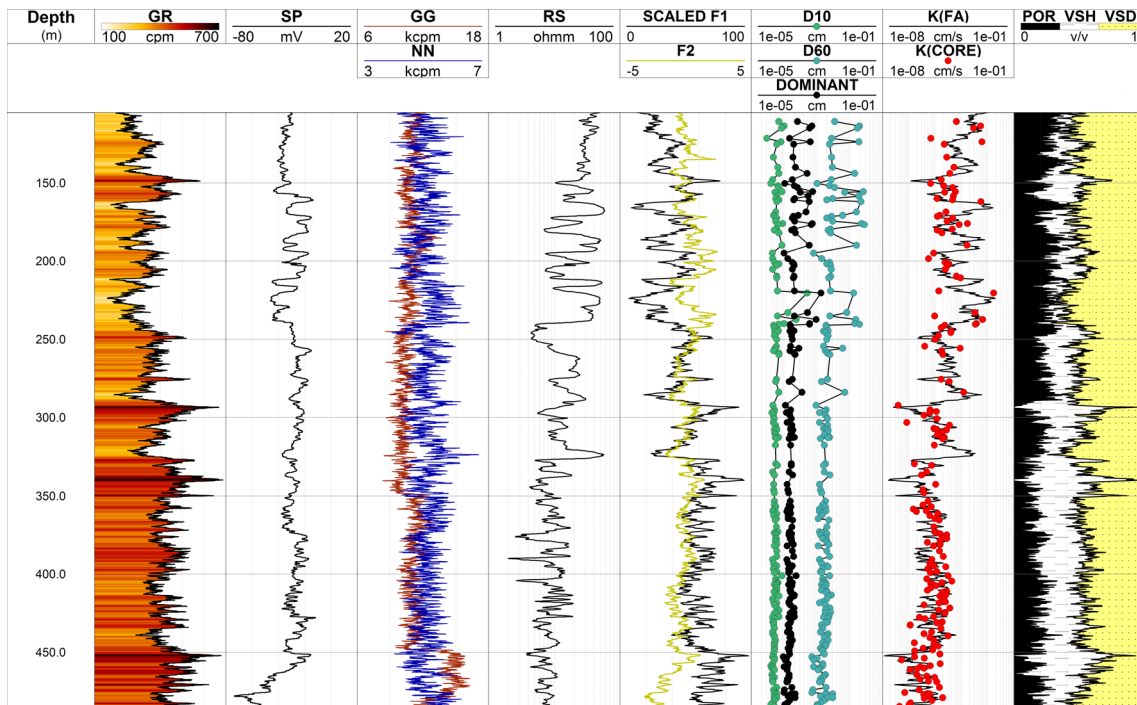 Depth GR SP GG RS SCALED F1 D10 K(FA) POR VSH VSD
(m) 100 cpm 700 -80 mV 20 6 kcpm 18 1 ohmm 100 0 100 1e-05 cm 1e-01 1e-08 cm/s 1e-01 0 v/v 1
NN F2 D60 K(CORE)
3 kcpm 7 -5 5 1e-05 cm 1e-01 1e-08 cm/s 1e-01
DOMINANT
1e-05 cm 1e-01
150.0
200.0
250.0
300.0
350.0
400.0
450.0